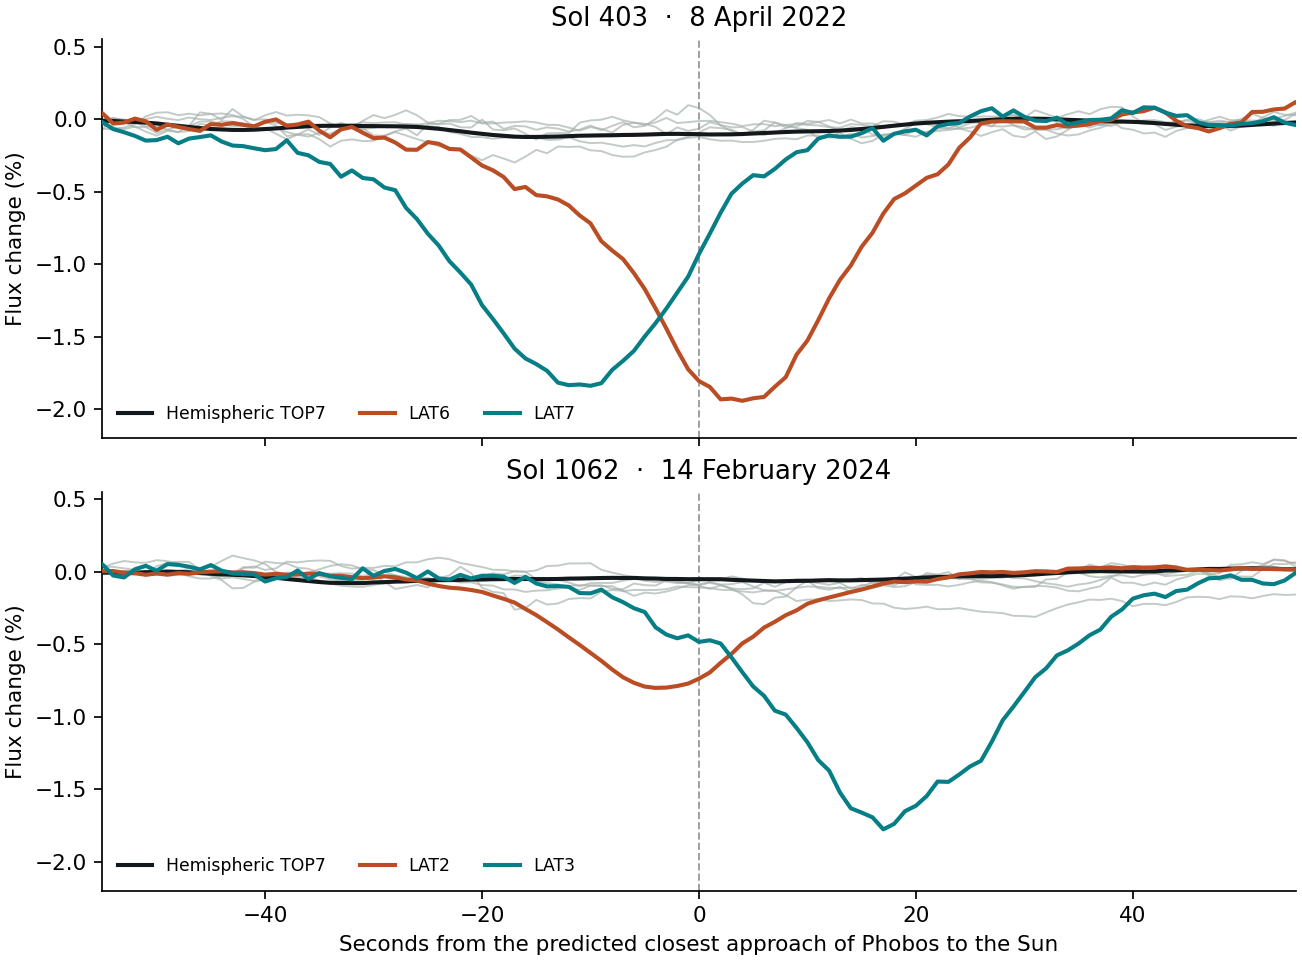 Sol 403 · 8 April 2022
0.5
0.0
−0.5
−1.0
−1.5
−2.0
Flux change (%)
Hemispheric TOP7 LAT6 LAT7
Sol 1062 · 14 February 2024
0.5
0.0
−0.5
−1.0
−1.5
−2.0
Flux change (%)
Hemispheric TOP7 LAT2 LAT3
−40 −20 0 20 40
Seconds from the predicted closest approach of Phobos to the Sun